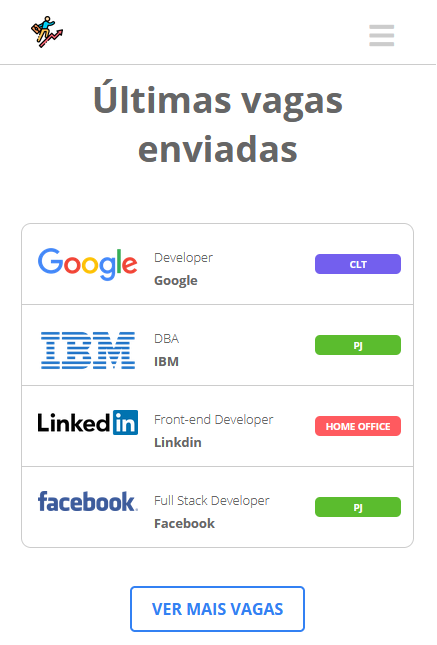 Últimas vagas
enviadas
Google
Developer
Google
CLT
IBM
DBA
IBM
PJ
Linkedin
Front-end Developer
Linkdin
HOME OFFICE
facebook.
Full Stack Developer
Facebook
PJ
VER MAIS VAGAS